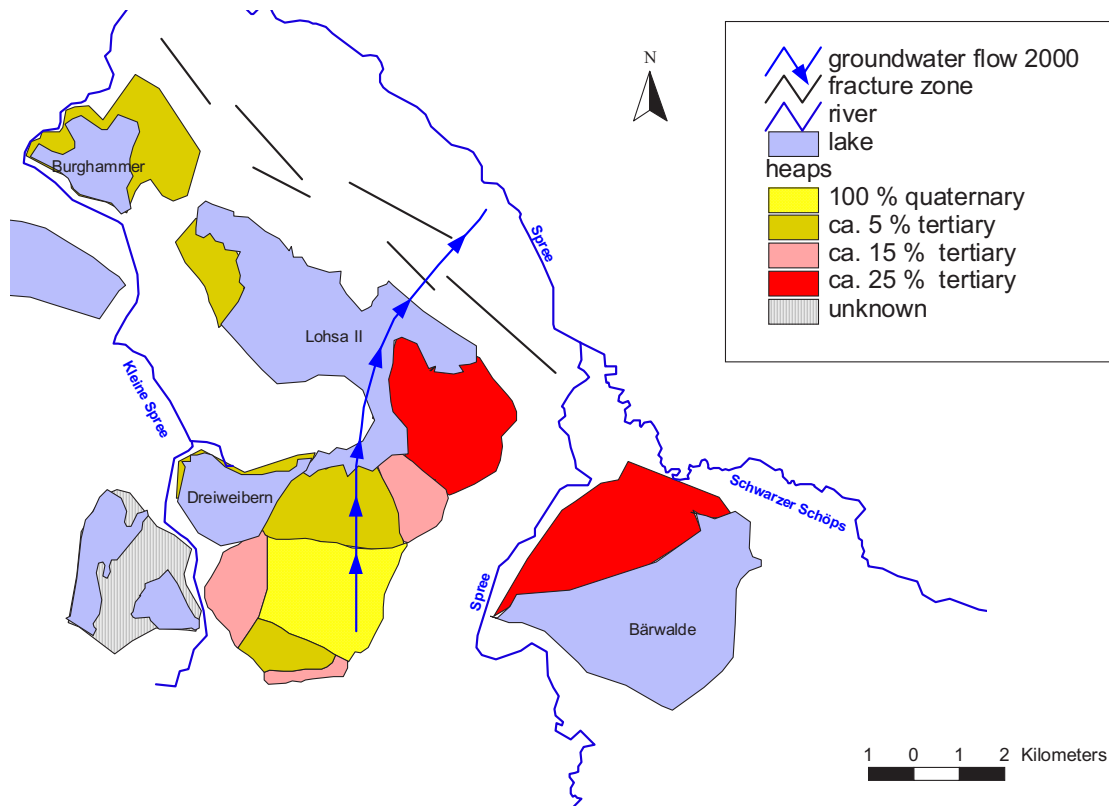 N
groundwater flow 2000
fracture zone
river
lake
heaps
100 % quaternary
ca. 5 % tertiary
ca. 15 % tertiary
ca. 25 % tertiary
unknown
Burghammer
Spree
Lohsa II
Kleine Spree
Dreiweibern
Schwarzer Schöps
Spree
Bärwalde
1 0 1 2 Kilometers